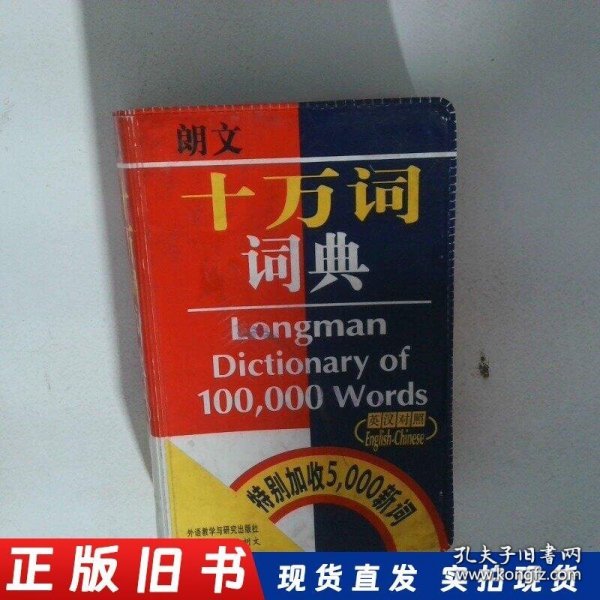 朗文
十万词
词典
Longman
Dictionary of
100,000 Words
英汉对照
English-Chinese
特别加收5,000新词
外语教学与研究出版社
朗文
孔夫子旧书网
www.kongfz.com
正版旧书 现货直发 实拍现货